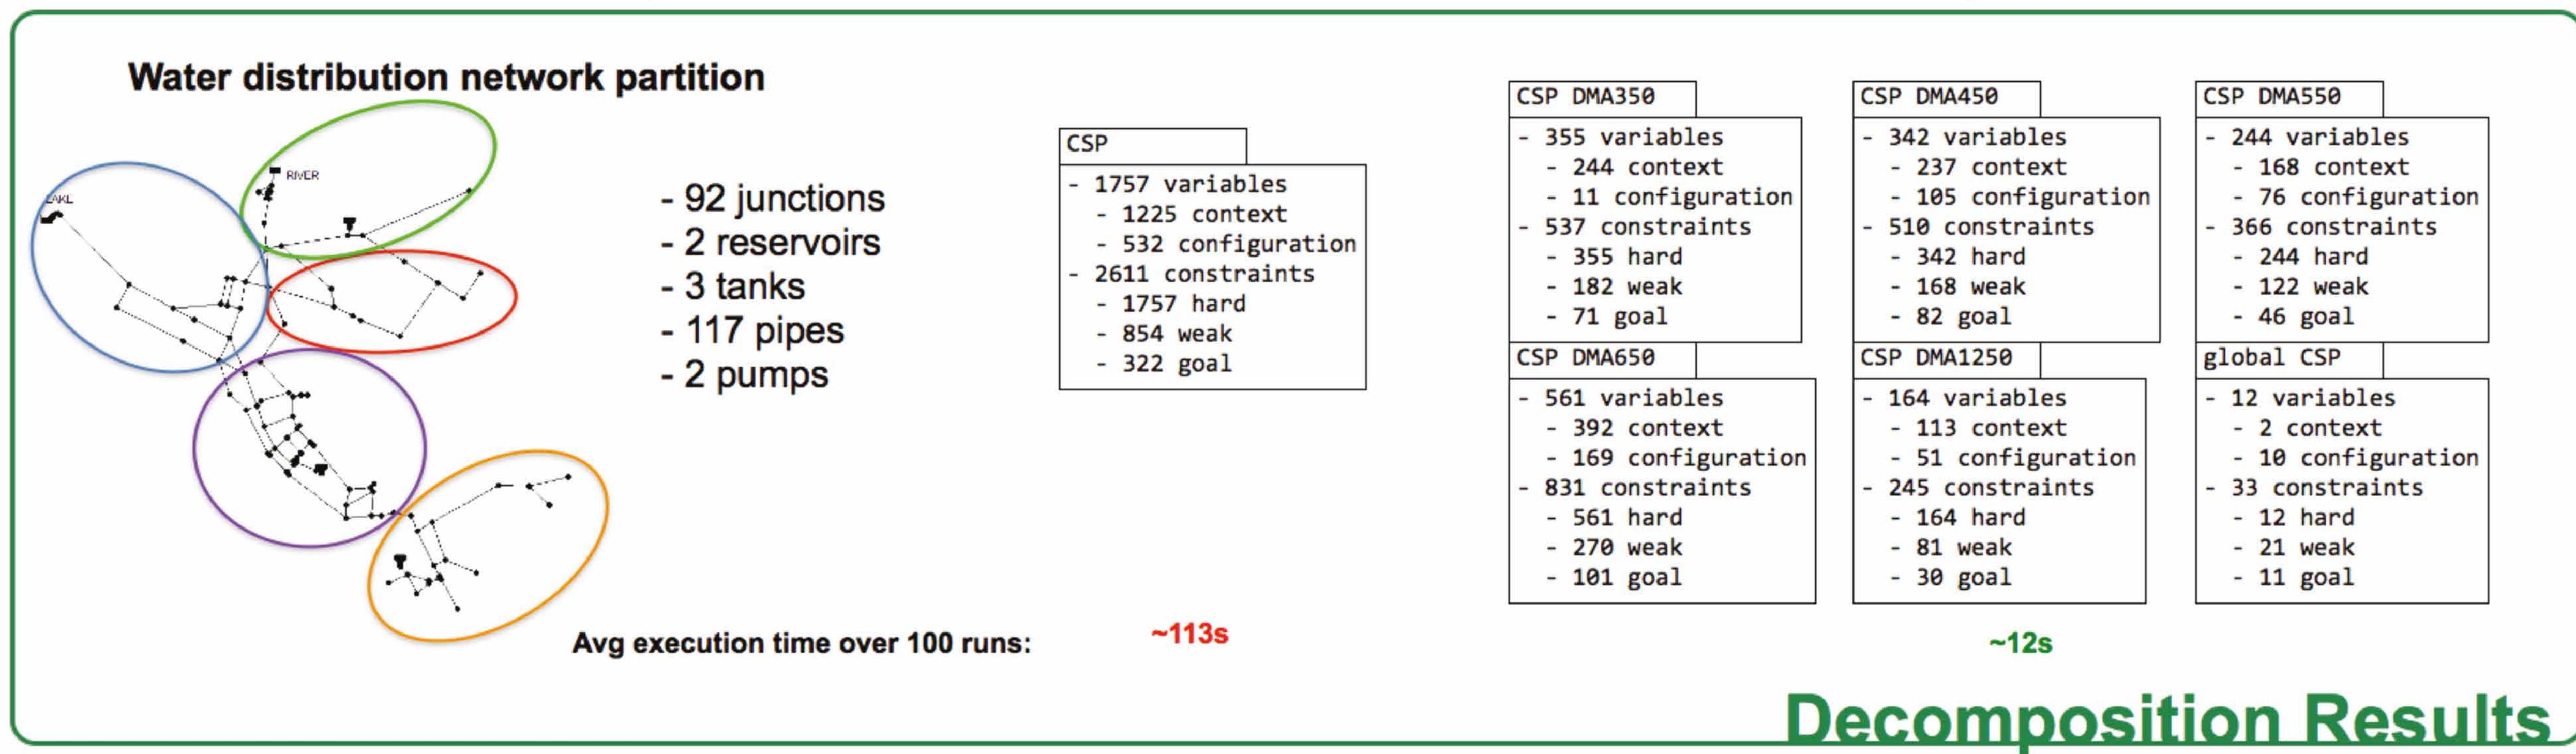 Water distribution network partition
RIVER
LAKE
- 92 junctions
- 2 reservoirs
- 3 tanks
- 117 pipes
- 2 pumps
CSP
- 1757 variables
- 1225 context
- 532 configuration
- 2611 constraints
- 1757 hard
- 854 weak
- 322 goal
CSP DMA350
- 355 variables
- 244 context
- 11 configuration
- 537 constraints
- 355 hard
- 182 weak
- 71 goal
CSP DMA450
- 342 variables
- 237 context
- 105 configuration
- 510 constraints
- 342 hard
- 168 weak
- 82 goal
CSP DMA550
- 244 variables
- 168 context
- 76 configuration
- 366 constraints
- 244 hard
- 122 weak
- 46 goal
CSP DMA650
- 561 variables
- 392 context
- 169 configuration
- 831 constraints
- 561 hard
- 270 weak
- 101 goal
CSP DMA1250
- 164 variables
- 113 context
- 51 configuration
- 245 constraints
- 164 hard
- 81 weak
- 30 goal
global CSP
- 12 variables
- 2 context
- 10 configuration
- 33 constraints
- 12 hard
- 21 weak
- 11 goal
Avg execution time over 100 runs:
~113s
~12s
Decomposition Results